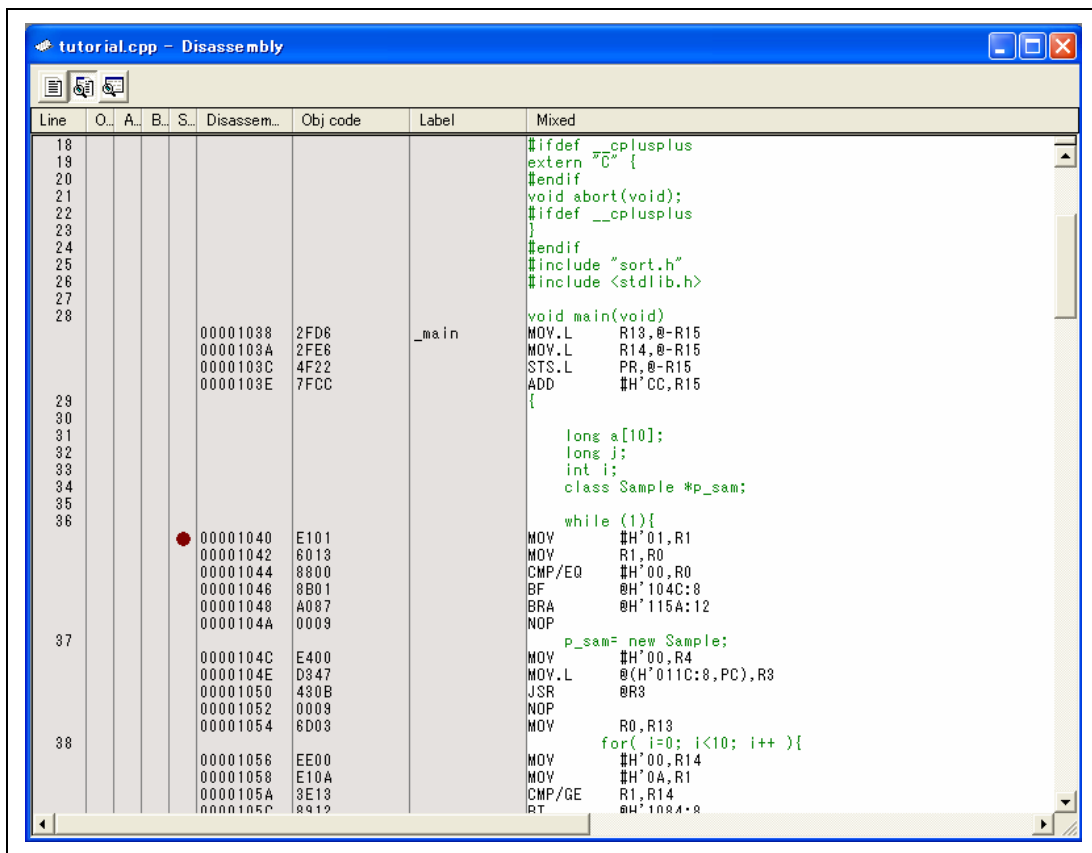 tutorial.cpp - Disassembly
Line O... A... B... S... Disassem... Obj code Label Mixed
18 #ifdef __cplusplus
19 extern "C" {
20 #endif
21 void abort(void);
22 #ifdef __cplusplus
23 }
24 #endif
25 #include "sort.h"
26 #include <stdlib.h>
27
28 void main(void)
00001038 2FD6 _main MOV.L R13,@-R15
0000103A 2FE6 MOV.L R14,@-R15
0000103C 4F22 STS.L PR,@-R15
0000103E 7FCC ADD #H'CC,R15
29 {
30
31 long a[10];
32 long j;
33 int i;
34 class Sample *p_sam;
35
36 while (1){
00001040 E101 MOV #H'01,R1
00001042 6013 MOV R1,R0
00001044 8800 CMP/EQ #H'00,R0
00001046 8B01 BF @H'104C:8
00001048 A087 BRA @H'115A:12
0000104A 0009 NOP
37 p_sam= new Sample;
0000104C E400 MOV #H'00,R4
0000104E D347 MOV.L @(H'011C:8,PC),R3
00001050 430B JSR @R3
00001052 0009 NOP
00001054 6D03 MOV R0,R13
38 for( i=0; i<10; i++ ){
00001056 EE00 MOV #H'00,R14
00001058 E10A MOV #H'0A,R1
0000105A 3E13 CMP/GE R1,R14
0000105C 8912 BT @H'1084:8